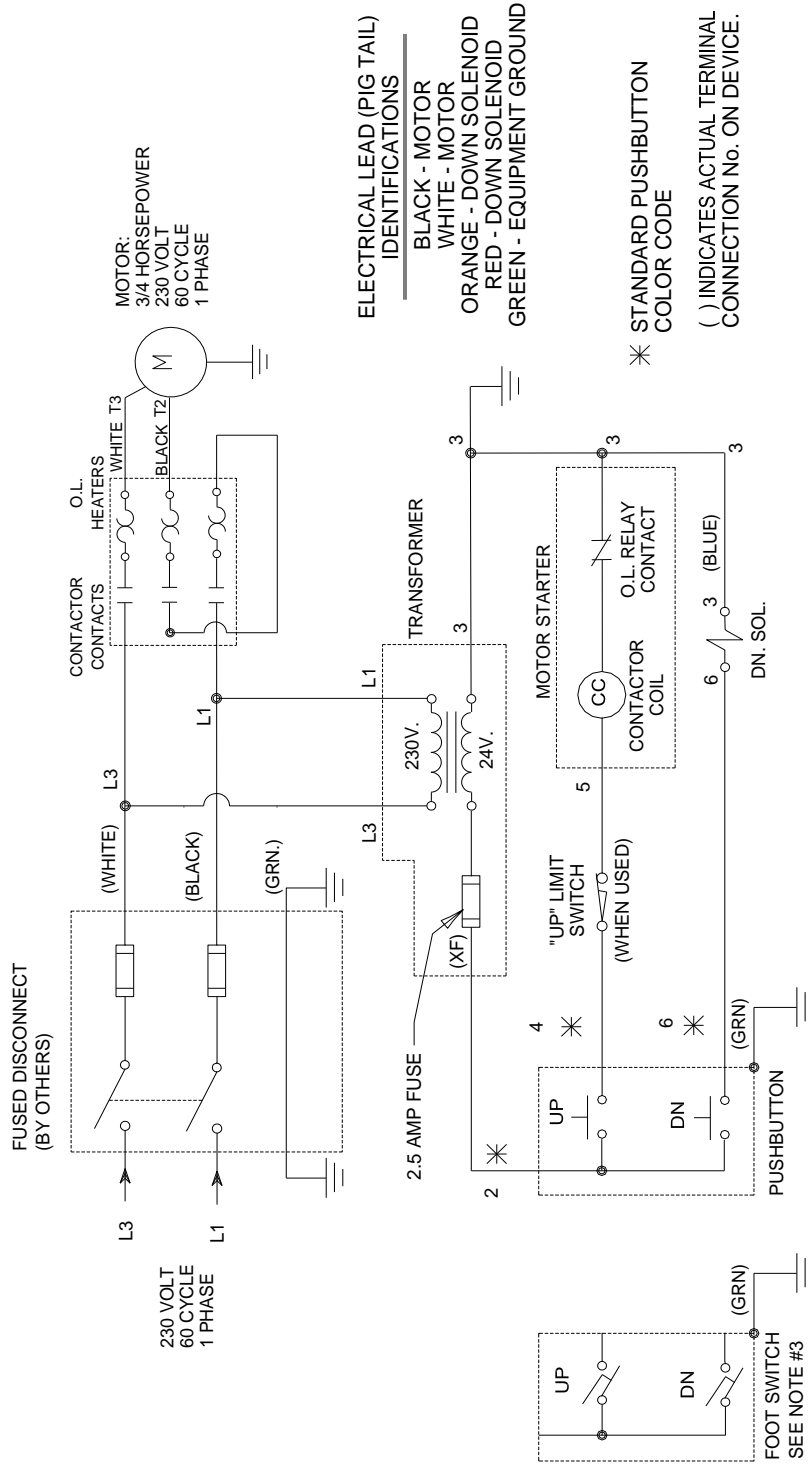 FUSED DISCONNECT
(BY OTHERS)
L3
L1
230 VOLT
60 CYCLE
1 PHASE
(WHITE)
(BLACK)
(GRN.)
L3
L1
CONTACTOR
CONTACTS
O.L.
HEATERS
WHITE T3
BLACK T2
M
MOTOR:
3/4 HORSEPOWER
230 VOLT
60 CYCLE
1 PHASE
TRANSFORMER
L3
L1
230V.
24V.
2.5 AMP FUSE
(XF)
3
3
ELECTRICAL LEAD (PIG TAIL)
IDENTIFICATIONS
BLACK - MOTOR
WHITE - MOTOR
ORANGE - DOWN SOLENOID
RED - DOWN SOLENOID
GREEN - EQUIPMENT GROUND
2
UP
DN
4
6
(GRN)
PUSHBUTTON
"UP" LIMIT
SWITCH
(WHEN USED)
5
MOTOR STARTER
CC
CONTACTOR
COIL
O.L. RELAY
CONTACT
3
6
3
(BLUE)
3
DN. SOL.
STANDARD PUSHBUTTON
COLOR CODE
( ) INDICATES ACTUAL TERMINAL
CONNECTION No. ON DEVICE.
UP
DN
(GRN)
FOOT SWITCH
SEE NOTE #3